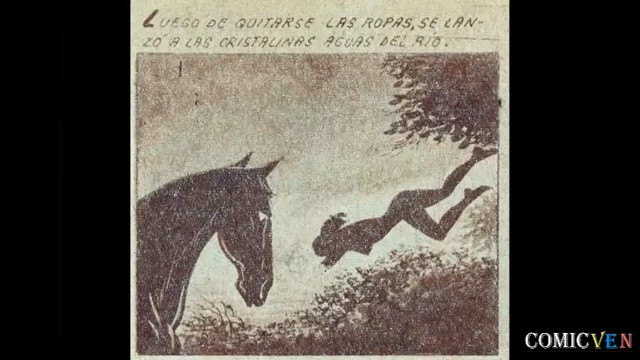 LUEGO DE QUITARSE LAS ROPAS, SE LAN-
ZÓ A LAS CRISTALINAS AGUAS DEL RÍO.
COMICVEN